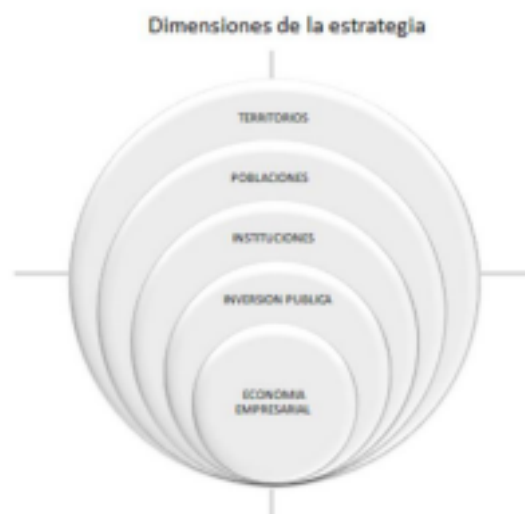 Dimensiones de la estrategia
TERRITORIOS
POBLACIONES
INSTITUCIONES
INVERSION PUBLICA
ECONOMIA
EMPRESARIAL